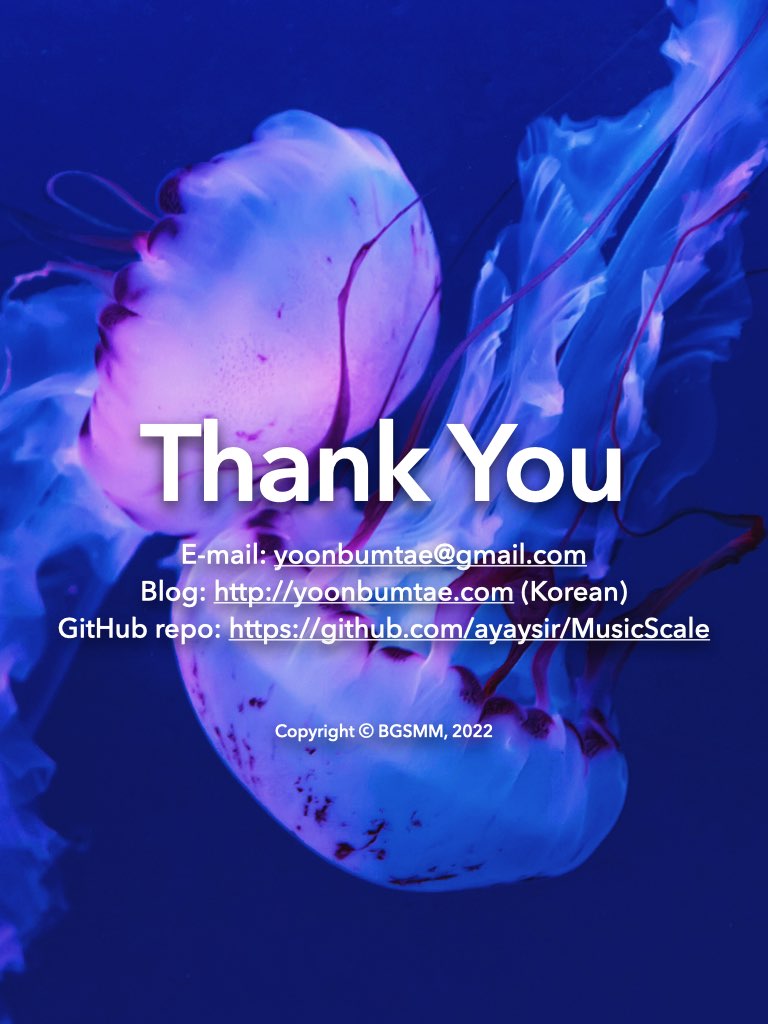 Thank You
E-mail: yoonbumtae@gmail.com
Blog: http://yoonbumtae.com (Korean)
GitHub repo: https://github.com/ayaysir/MusicScale
Copyright © BGSMM, 2022